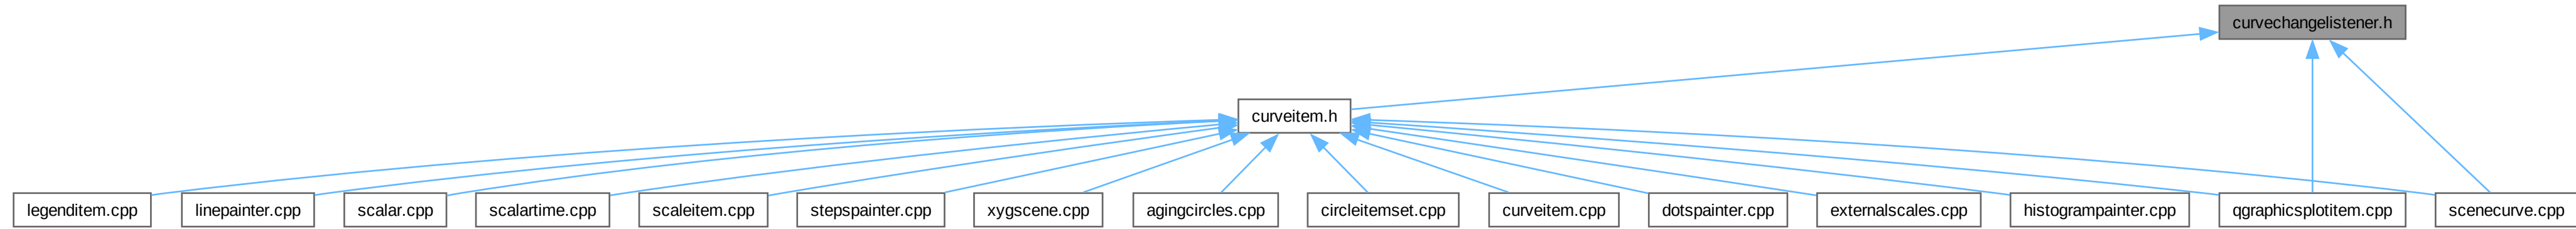 curvechangelistener.h
curveitem.h
legenditem.cpp
linepainter.cpp
scalar.cpp
scalartime.cpp
scaleitem.cpp
stepspainter.cpp
xygscene.cpp
agingcircles.cpp
circleitemset.cpp
curveitem.cpp
dotspainter.cpp
externalscales.cpp
histogrampainter.cpp
qgraphicsplotitem.cpp
scenecurve.cpp